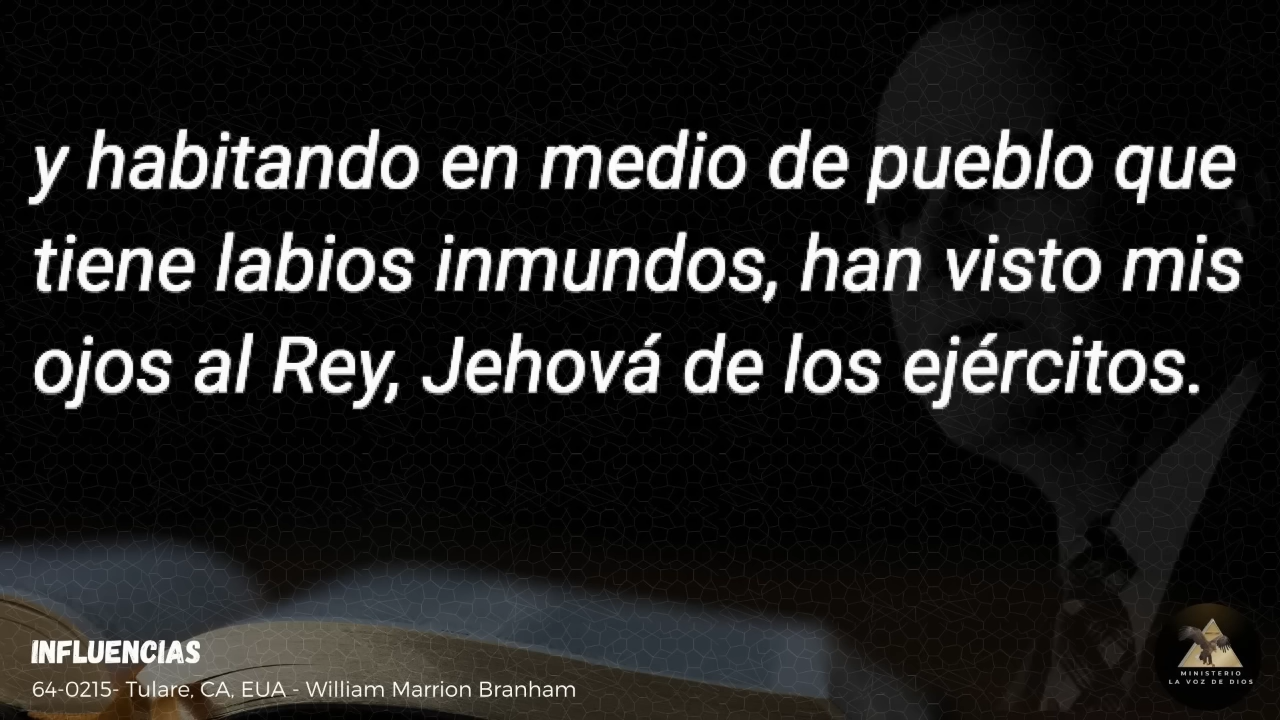 y habitando en medio de pueblo que
tiene labios inmundos, han visto mis
ojos al Rey, Jehová de los ejércitos.
INFLUENCIAS
64-0215- Tulare, CA, EUA - William Marrion Branham
MINISTERIO
LA VOZ DE DIOS